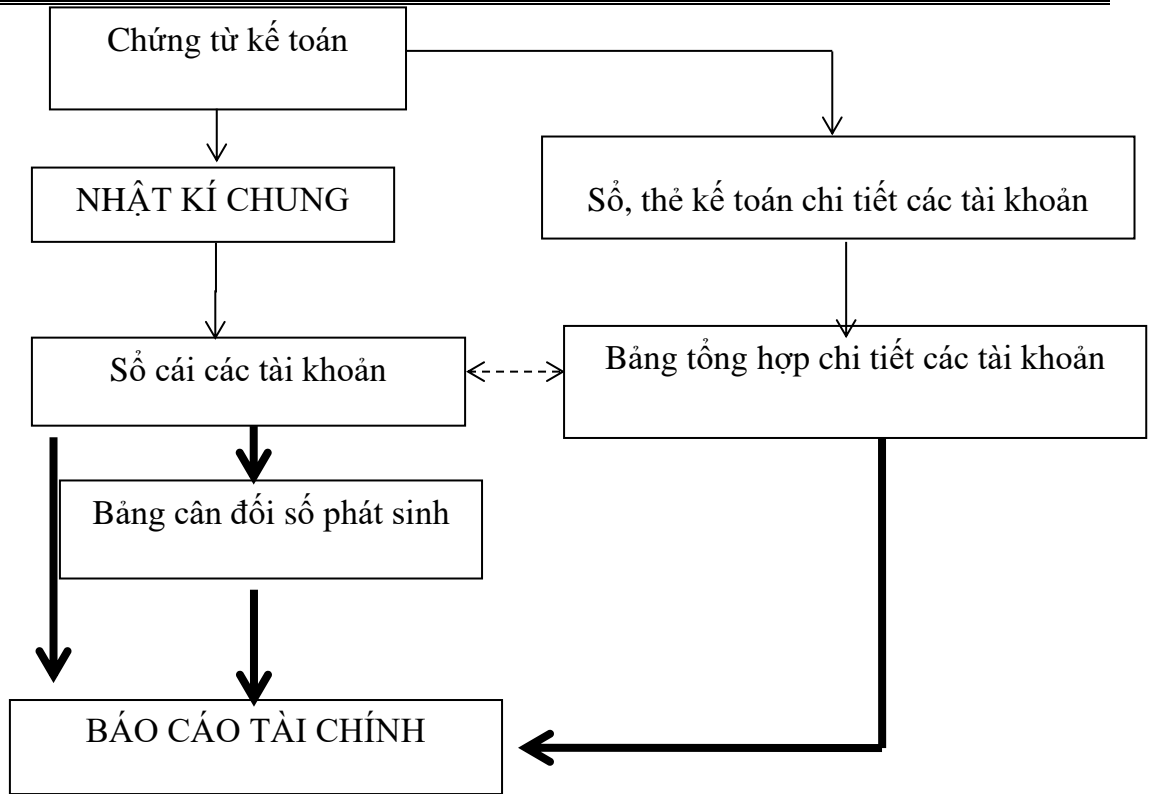 Chứng từ kế toán
NHẬT KÍ CHUNG
Sổ, thẻ kế toán chi tiết các tài khoản
Sổ cái các tài khoản
Bảng tổng hợp chi tiết các tài khoản
Bảng cân đối số phát sinh
BÁO CÁO TÀI CHÍNH